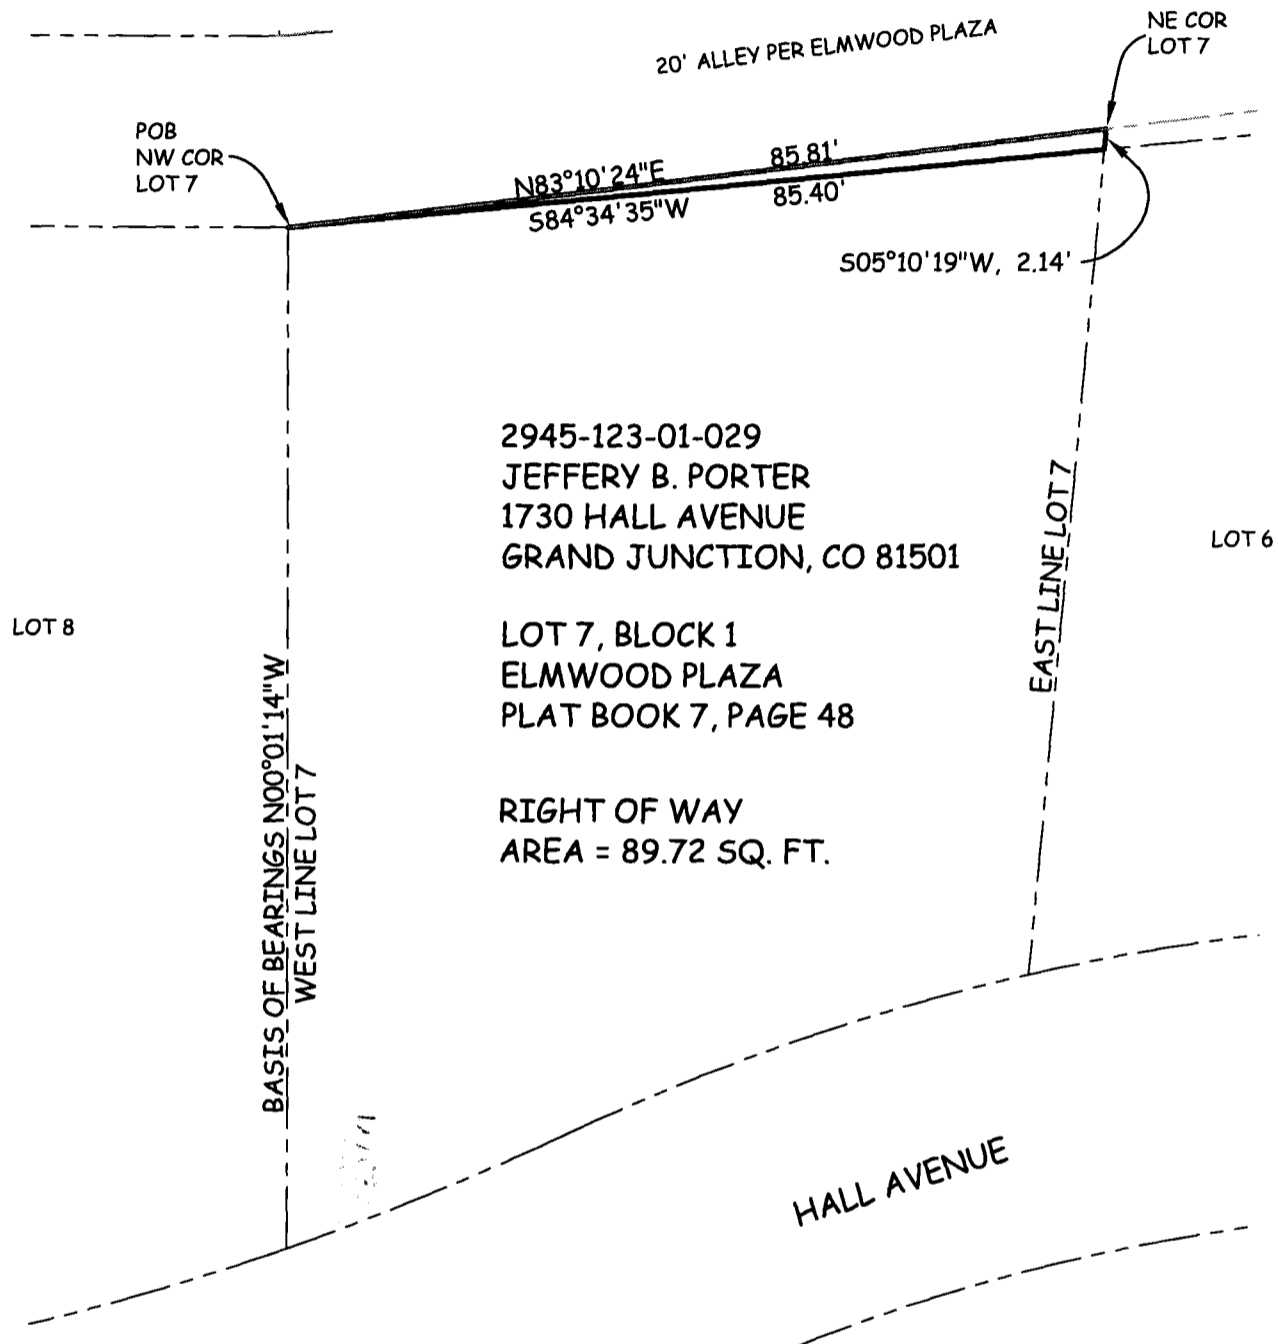 20' ALLEY PER ELMWOOD PLAZA
NE COR
LOT 7
POB
NW COR
LOT 7
N83°10'24"E 85.81'
S84°34'35"W 85.40'
S05°10'19"W, 2.14'
2945-123-01-029
JEFFERY B. PORTER
1730 HALL AVENUE
GRAND JUNCTION, CO 81501
LOT 7, BLOCK 1
ELMWOOD PLAZA
PLAT BOOK 7, PAGE 48
RIGHT OF WAY
AREA = 89.72 SQ. FT.
LOT 8
LOT 6
EAST LINE LOT 7
BASIS OF BEARINGS N00°01'14"W
WEST LINE LOT 7
HALL AVENUE